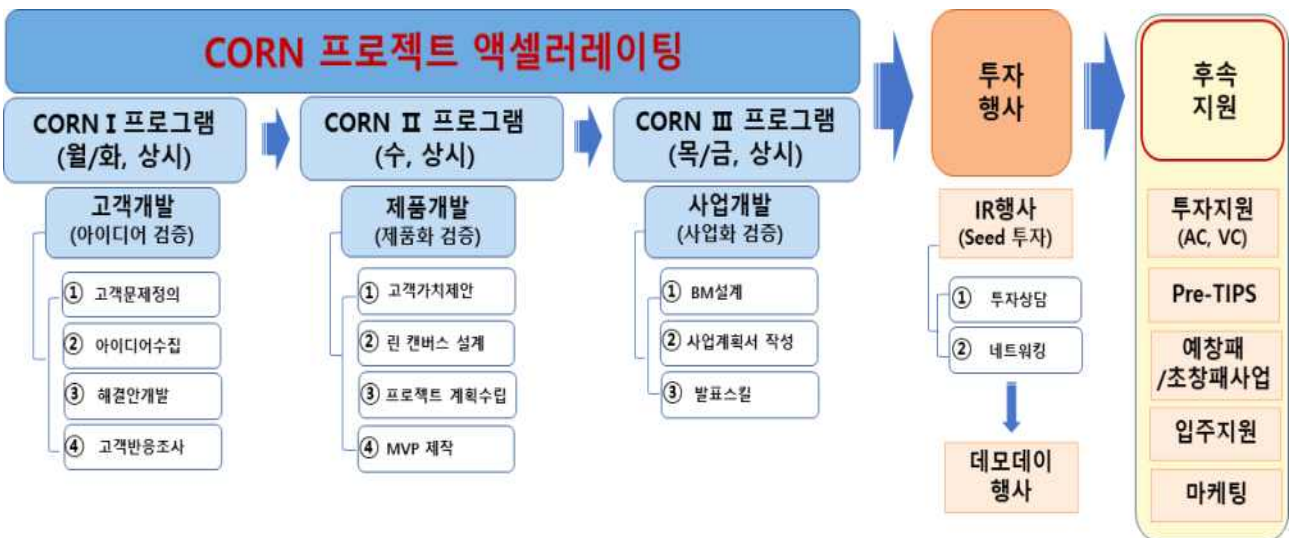 CORN 프로젝트 액셀러레이팅
CORN Ⅰ 프로그램
(월/화, 상시)
고객개발
(아이디어 검증)
① 고객문제정의
② 아이디어수집
③ 해결안개발
④ 고객반응조사
CORN Ⅱ 프로그램
(수, 상시)
제품개발
(제품화 검증)
① 고객가치제안
② 린 캔버스 설계
③ 프로젝트 계획수립
④ MVP 제작
CORN Ⅲ 프로그램
(목/금, 상시)
사업개발
(사업화 검증)
① BM설계
② 사업계획서 작성
③ 발표스킬
투자
행사
IR행사
(Seed 투자)
① 투자상담
② 네트워킹
데모데이
행사
후속
지원
투자지원
(AC, VC)
Pre-TIPS
예창패
/초창패사업
입주지원
마케팅